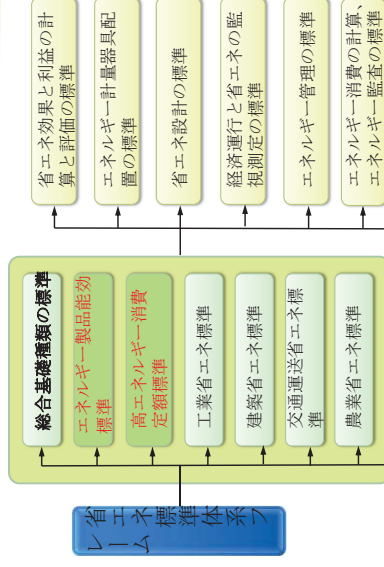 省エネ標準体系フ
レーム
総合基礎種類の標準
エネルギー製品能効
標準
高エネルギー消費
定額標準
工業省エネ標準
建築省エネ標準
交通運送省エネ標
準
農業省エネ標準
省エネ効果と利益の計
算と評価の標準
エネルギー計量器具配
置の標準
省エネ設計の標準
経済運行と省エネの監
視測定の標準
エネルギー管理の標準
エネルギー消費の計算、
エネルギー監査の標準